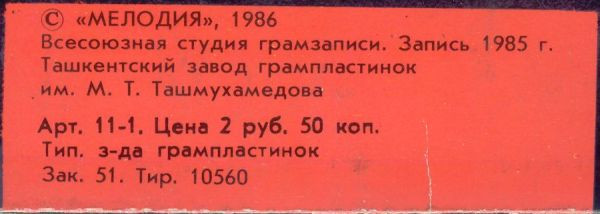 © «МЕЛОДИЯ», 1986
Всесоюзная студия грамзаписи. Запись 1985 г.
Ташкентский завод грампластинок
им. М. Т. Ташмухамедова
Арт. 11-1. Цена 2 руб. 50 коп.
Тип. з-да грампластинок
Зак. 51. Тир. 10560